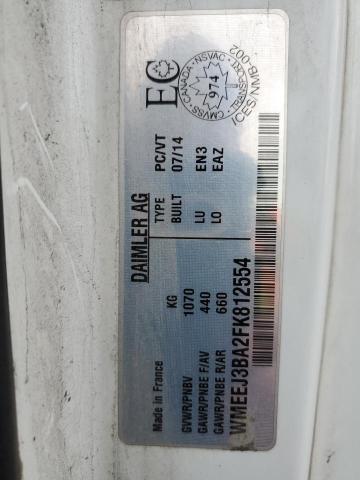 DAIMLER AG
Made in France
KG
GVWR/PNBV 1070
GAWR/PNBE F/AV 440
GAWR/PNBE R/AR 660
TYPE PC/VT
BUILT 07/14
LU EN3
LO EAZ
WMEEJ3BA2FK812554
EC
CANADA · NSVAC · TRANSPORT · CMVSS
974
ICES/NMB-002